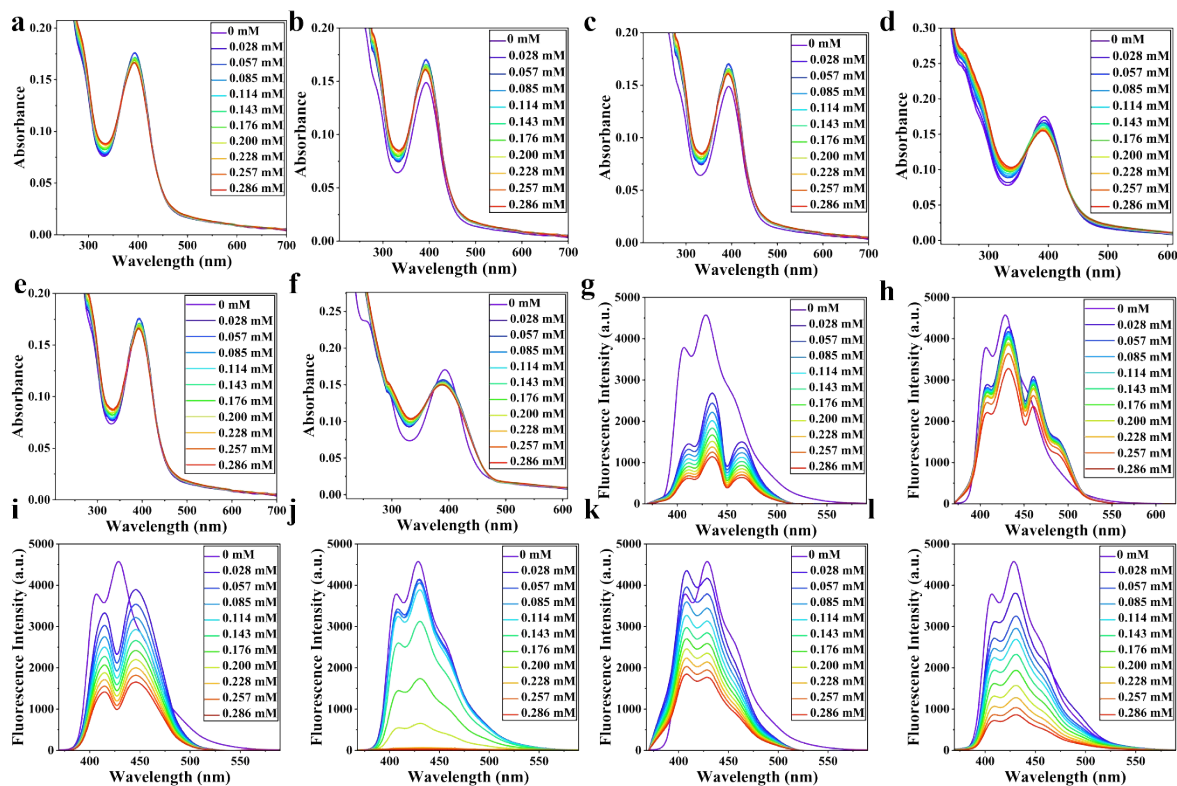 a
Absorbance
0.20
0.15
0.10
0.05
0.00
0 mM
0.028 mM
0.057 mM
0.085 mM
0.114 mM
0.143 mM
0.176 mM
0.200 mM
0.228 mM
0.257 mM
0.286 mM
300 400 500 600 700
Wavelength (nm)
b
Absorbance
0.20
0.15
0.10
0.05
0.00
0 mM
0.028 mM
0.057 mM
0.085 mM
0.114 mM
0.143 mM
0.176 mM
0.200 mM
0.228 mM
0.257 mM
0.286 mM
300 400 500 600 700
Wavelength (nm)
c
Absorbance
0.20
0.15
0.10
0.05
0.00
0 mM
0.028 mM
0.057 mM
0.085 mM
0.114 mM
0.143 mM
0.176 mM
0.200 mM
0.228 mM
0.257 mM
0.286 mM
300 400 500 600 700
Wavelength (nm)
d
Absorbance
0.30
0.25
0.20
0.15
0.10
0.05
0.00
0 mM
0.028 mM
0.057 mM
0.085 mM
0.114 mM
0.143 mM
0.176 mM
0.200 mM
0.228 mM
0.257 mM
0.286 mM
300 400 500 600
Wavelength (nm)
e
Absorbance
0.20
0.15
0.10
0.05
0.00
0 mM
0.028 mM
0.057 mM
0.085 mM
0.114 mM
0.143 mM
0.176 mM
0.200 mM
0.228 mM
0.257 mM
0.286 mM
300 400 500 600 700
Wavelength (nm)
f
Absorbance
0.25
0.20
0.15
0.10
0.05
0.00
0 mM
0.028 mM
0.057 mM
0.085 mM
0.114 mM
0.143 mM
0.176 mM
0.200 mM
0.228 mM
0.257 mM
0.286 mM
300 400 500 600
Wavelength (nm)
g
Fluorescence Intensity (a.u.)
5000
4000
3000
2000
1000
0
0 mM
0.028 mM
0.057 mM
0.085 mM
0.114 mM
0.143 mM
0.176 mM
0.200 mM
0.228 mM
0.257 mM
0.286 mM
400 450 500 550
Wavelength (nm)
h
Fluorescence Intensity (a.u.)
5000
4000
3000
2000
1000
0
0 mM
0.028 mM
0.057 mM
0.085 mM
0.114 mM
0.143 mM
0.176 mM
0.200 mM
0.228 mM
0.257 mM
0.286 mM
400 450 500 550 600
Wavelength (nm)
i
Fluorescence Intensity (a.u.)
5000
4000
3000
2000
1000
0
0 mM
0.028 mM
0.057 mM
0.085 mM
0.114 mM
0.143 mM
0.176 mM
0.200 mM
0.228 mM
0.257 mM
0.286 mM
400 450 500 550
Wavelength (nm)
j
Fluorescence Intensity (a.u.)
5000
4000
3000
2000
1000
0
0 mM
0.028 mM
0.057 mM
0.085 mM
0.114 mM
0.143 mM
0.176 mM
0.200 mM
0.228 mM
0.257 mM
0.286 mM
400 450 500 550
Wavelength (nm)
k
Fluorescence Intensity (a.u.)
5000
4000
3000
2000
1000
0
0 mM
0.028 mM
0.057 mM
0.085 mM
0.114 mM
0.143 mM
0.176 mM
0.200 mM
0.228 mM
0.257 mM
0.286 mM
400 450 500 550
Wavelength (nm)
l
Fluorescence Intensity (a.u.)
5000
4000
3000
2000
1000
0
0 mM
0.028 mM
0.057 mM
0.085 mM
0.114 mM
0.143 mM
0.176 mM
0.200 mM
0.228 mM
0.257 mM
0.286 mM
400 450 500 550
Wavelength (nm)